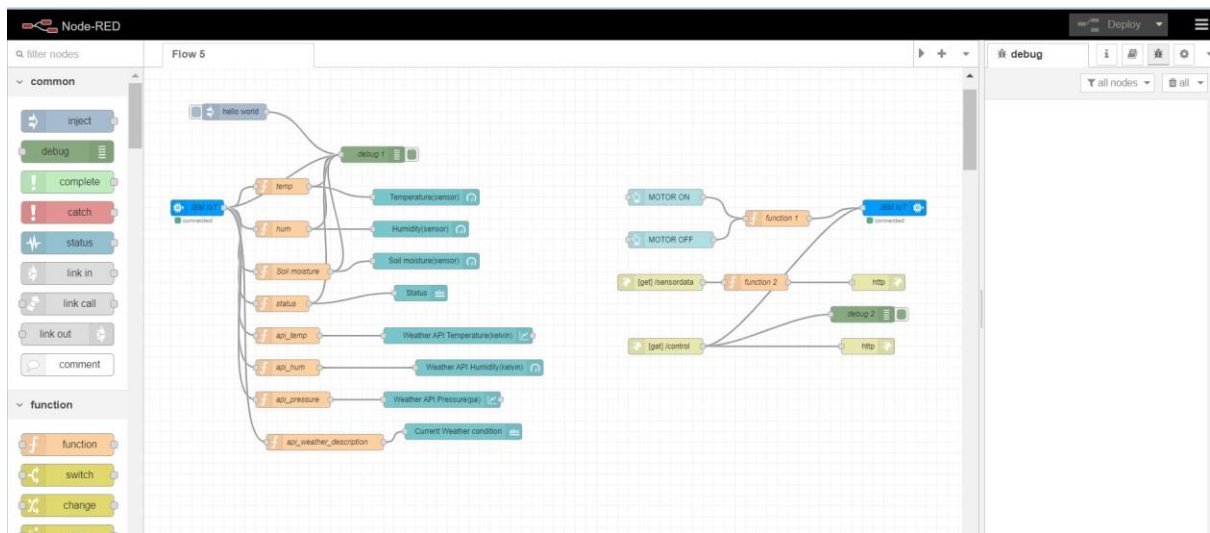 Node-RED
Deploy
filter nodes
Flow 5
debug
i
all nodes
all
common
inject
debug
complete
catch
status
link in
link call
link out
comment
function
function
switch
change
hello world
debug 1
IBM IoT
connected
temp
Temperature(sensor)
hum
Humidity(sensor)
Soil moisture
Soil moisture(sensor)
status
Status
api_temp
Weather API Temperature(kelvin)
api_hum
Weather API Humidity(kelvin)
api_pressure
Weather API Pressure(pa)
api_weather_description
Current Weather condition
MOTOR ON
MOTOR OFF
function 1
IBM IoT
connected
[get] /sensordata
function 2
http
debug 2
[get] /control
http